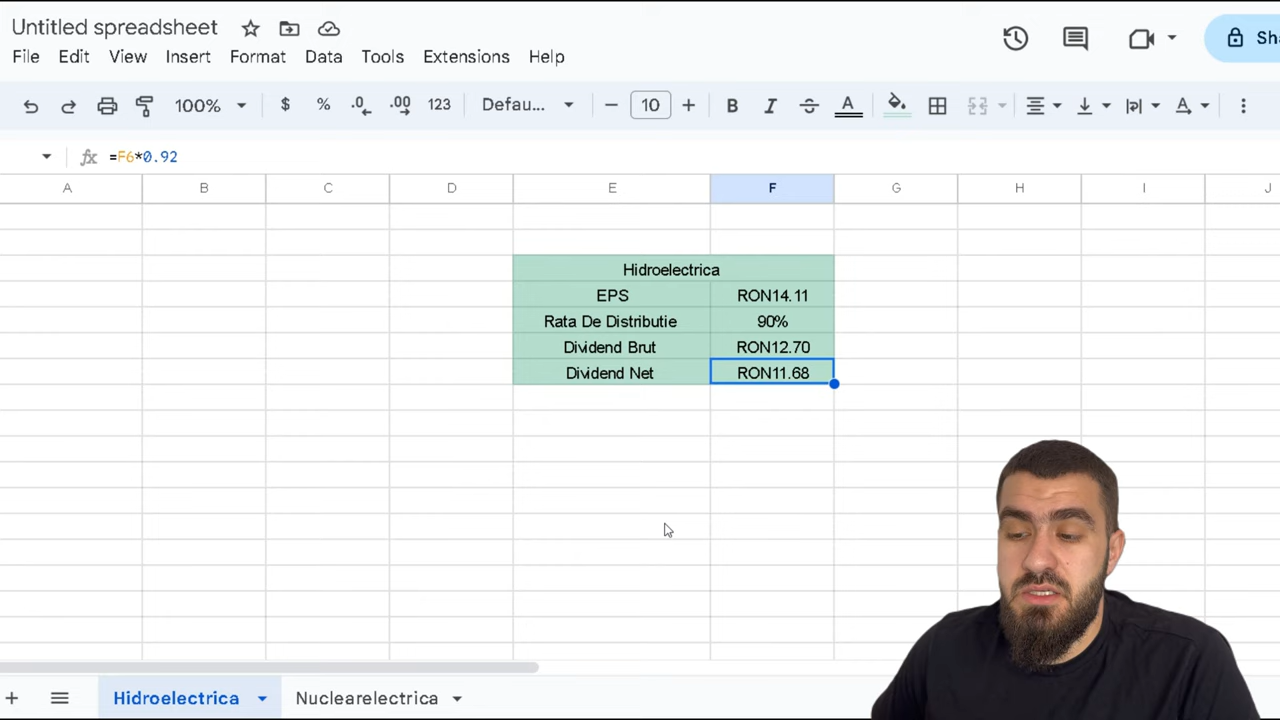 Untitled spreadsheet
File Edit View Insert Format Data Tools Extensions Help
100% $ % .0 .00 123 Defau... 10 B I S A A
fx =F6*0.92
A B C D E F G H I J
Hidroelectrica
EPS RON14.11
Rata De Distributie 90%
Dividend Brut RON12.70
Dividend Net RON11.68
Hidroelectrica Nuclearelectrica